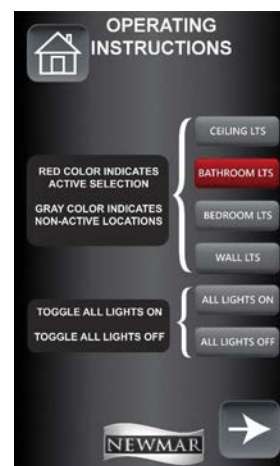 OPERATING
INSTRUCTIONS
CEILING LTS
RED COLOR INDICATES
ACTIVE SELECTION
BATHROOM LTS
GRAY COLOR INDICATES
NON-ACTIVE LOCATIONS
BEDROOM LTS
WALL LTS
TOGGLE ALL LIGHTS ON
ALL LIGHTS ON
TOGGLE ALL LIGHTS OFF
ALL LIGHTS OFF
NEWMAR